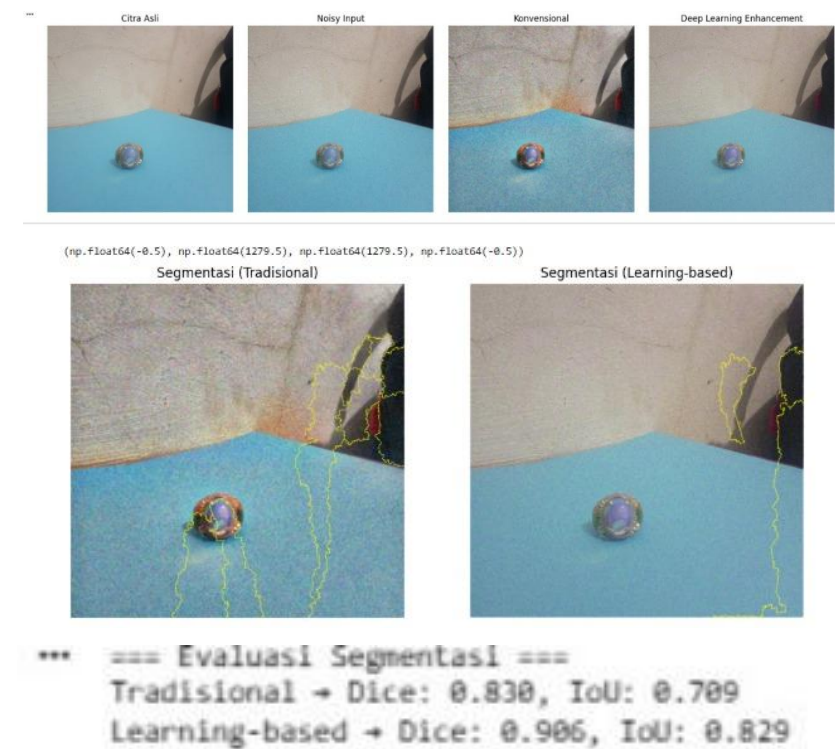 ...
Citra Asli
Noisy Input
Konvensional
Deep Learning Enhancement
(np.float64(-0.5), np.float64(1279.5), np.float64(1279.5), np.float64(-0.5))
Segmentasi (Tradisional)
Segmentasi (Learning-based)
... === Evaluasi Segmentasi ===
Tradisional → Dice: 0.830, IoU: 0.709
Learning-based → Dice: 0.906, IoU: 0.829